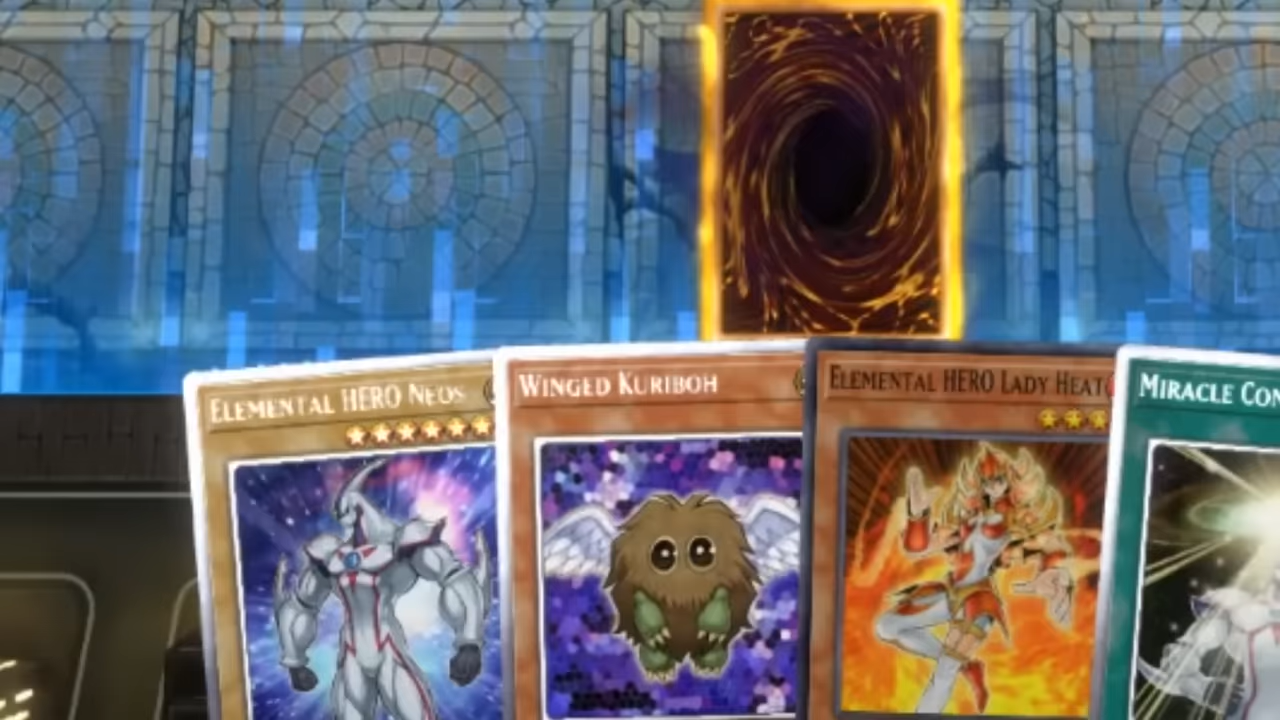 ELEMENTAL HERO NEOS
WINGED KURIBOH
ELEMENTAL HERO LADY HEAT
MIRACLE CON